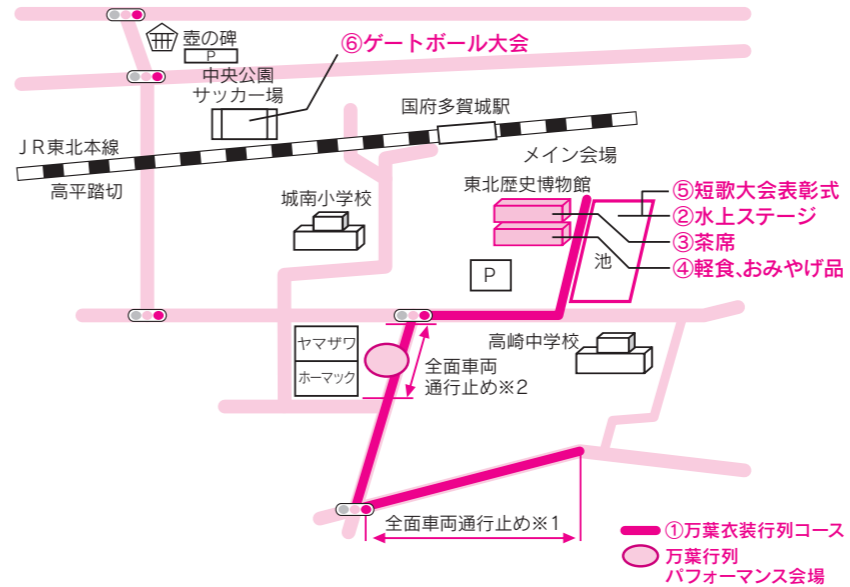 壺の碑
P
中央公園
サッカー場
⑥ゲートボール大会
国府多賀城駅
JR東北本線
高平踏切
メイン会場
城南小学校
東北歴史博物館
⑤短歌大会表彰式
②水上ステージ
③茶席
④軽食、おみやげ品
池
P
ヤマザワ
ホーマック
全面車両
通行止め※2
高崎中学校
全面車両通行止め※1
①万葉衣装行列コース
万葉行列
パフォーマンス会場